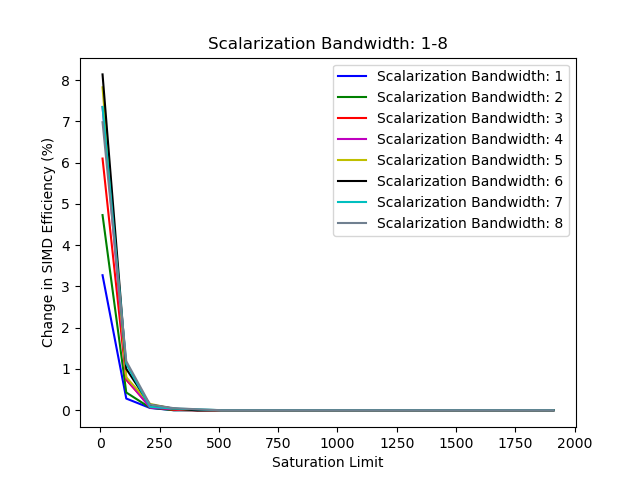 Scalarization Bandwidth: 1-8
Scalarization Bandwidth: 1
Scalarization Bandwidth: 2
Scalarization Bandwidth: 3
Scalarization Bandwidth: 4
Scalarization Bandwidth: 5
Scalarization Bandwidth: 6
Scalarization Bandwidth: 7
Scalarization Bandwidth: 8
Change in SIMD Efficiency (%)
8
7
6
5
4
3
2
1
0
0 250 500 750 1000 1250 1500 1750 2000
Saturation Limit